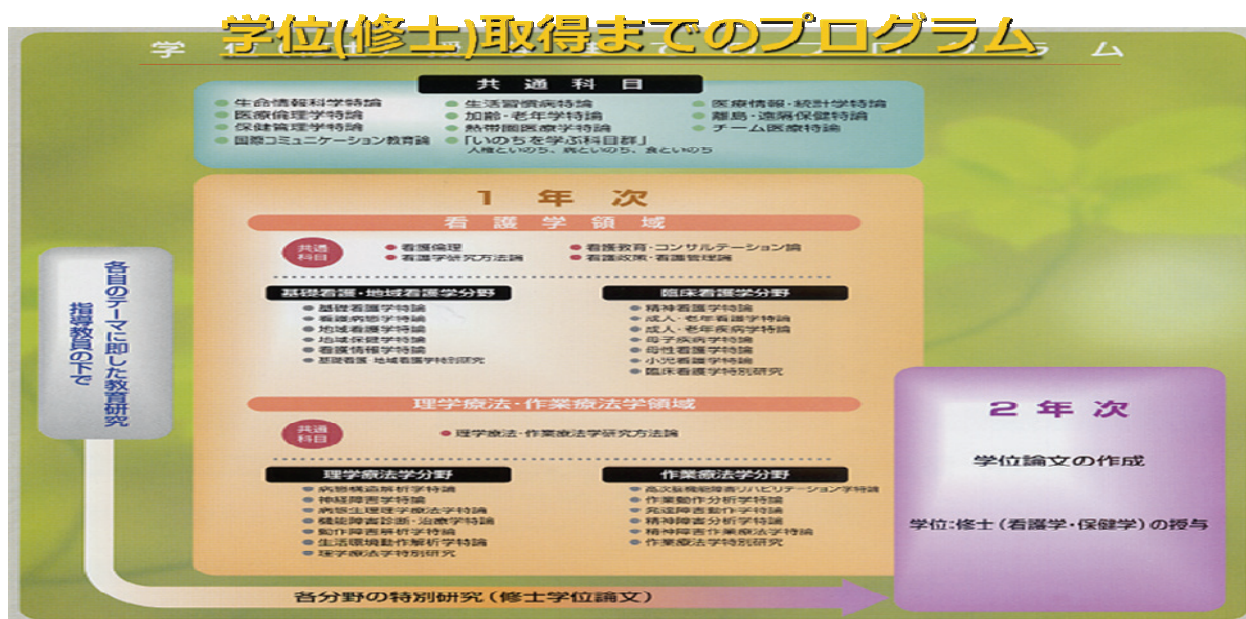 学位(修士)取得までのプログラム
共通科目
生命情報科学特論
医療倫理学特論
保健管理学特論
国際コミュニケーション教育論
生活習慣病特論
加齢・老年学特論
熱帯圏医療学特論
「いのちを学ぶ科目群」
人権といのち、病といのち、食といのち
医療情報・統計学特論
離島・遠隔保健特論
チーム医療特論
1年次
看護学領域
共通
科目
看護倫理
看護学研究方法論
看護教育・コンサルテーション論
看護政策・看護管理論
基礎看護・地域看護学分野
基礎看護学特論
看護病態学特論
地域看護学特論
地域保健学特論
看護情報学特論
基礎看護・地域看護学特別研究
臨床看護学分野
精神看護学特論
成人・老年看護学特論
成人・老年疾病学特論
母子疾病学特論
母性看護学特論
小児看護学特論
臨床看護学特別研究
理学療法・作業療法学領域
共通
科目
理学療法・作業療法学研究方法論
理学療法学分野
病態構造解析学特論
神経障害学特論
病態生理理学療法学特論
機能障害診断・治療学特論
動作障害解析学特論
生活環境動作解析学特論
理学療法学特別研究
作業療法学分野
高次脳機能障害リハビリテーション学特論
作業動作分析学特論
発達障害動作学特論
精神障害分析学特論
精神障害作業療法学特論
作業療法学特別研究
各自のテーマに即した教育研究
指導教員の下で
各分野の特別研究(修士学位論文)
2年次
学位論文の作成
学位:修士(看護学・保健学)の授与